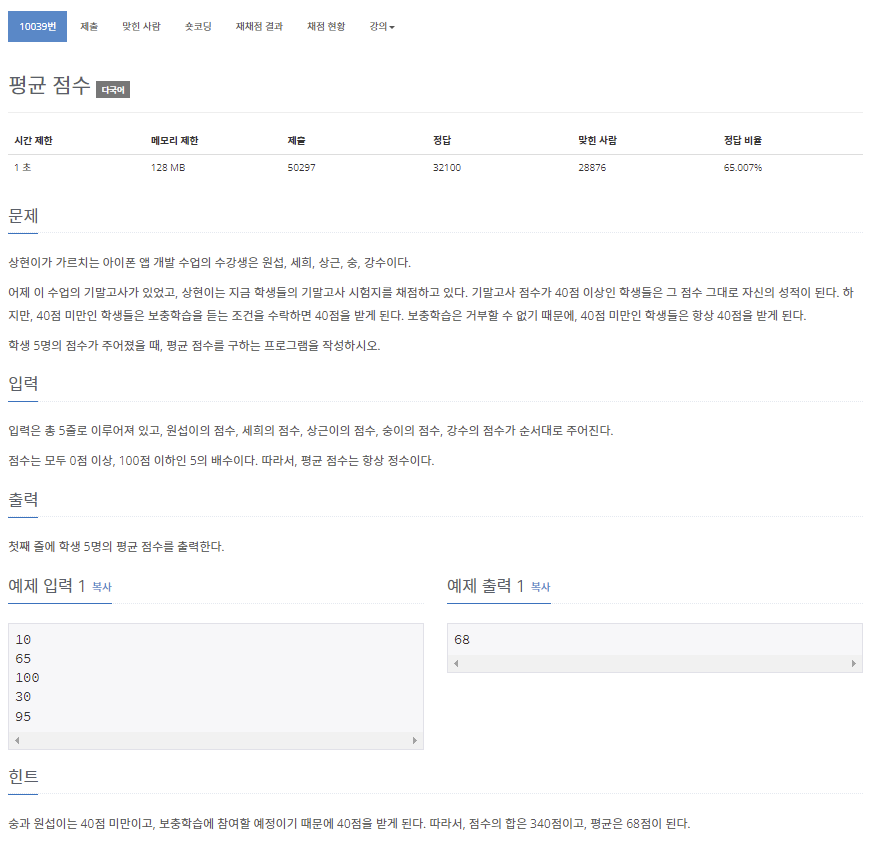 10039번 제출 맞힌 사람 숏코딩 재채점 결과 채점 현황 강의
평균 점수 다국어
시간 제한 메모리 제한 제출 정답 맞힌 사람 정답 비율
1 초 128 MB 50297 32100 28876 65.007%
문제
상현이가 가르치는 아이폰 앱 개발 수업의 수강생은 원섭, 세희, 상근, 숭, 강수이다.
어제 이 수업의 기말고사가 있었고, 상현이는 지금 학생들의 기말고사 시험지를 채점하고 있다. 기말고사 점수가 40점 이상인 학생들은 그 점수 그대로 자신의 성적이 된다. 하
지만, 40점 미만인 학생들은 보충학습을 듣는 조건을 수락하면 40점을 받게 된다. 보충학습은 거부할 수 없기 때문에, 40점 미만인 학생들은 항상 40점을 받게 된다.
학생 5명의 점수가 주어졌을 때, 평균 점수를 구하는 프로그램을 작성하시오.
입력
입력은 총 5줄로 이루어져 있고, 원섭이의 점수, 세희의 점수, 상근이의 점수, 숭이의 점수, 강수의 점수가 순서대로 주어진다.
점수는 모두 0점 이상, 100점 이하인 5의 배수이다. 따라서, 평균 점수는 항상 정수이다.
출력
첫째 줄에 학생 5명의 평균 점수를 출력한다.
예제 입력 1 복사
10
65
100
30
95
예제 출력 1 복사
68
힌트
숭과 원섭이는 40점 미만이고, 보충학습에 참여할 예정이기 때문에 40점을 받게 된다. 따라서, 점수의 합은 340점이고, 평균은 68점이 된다.